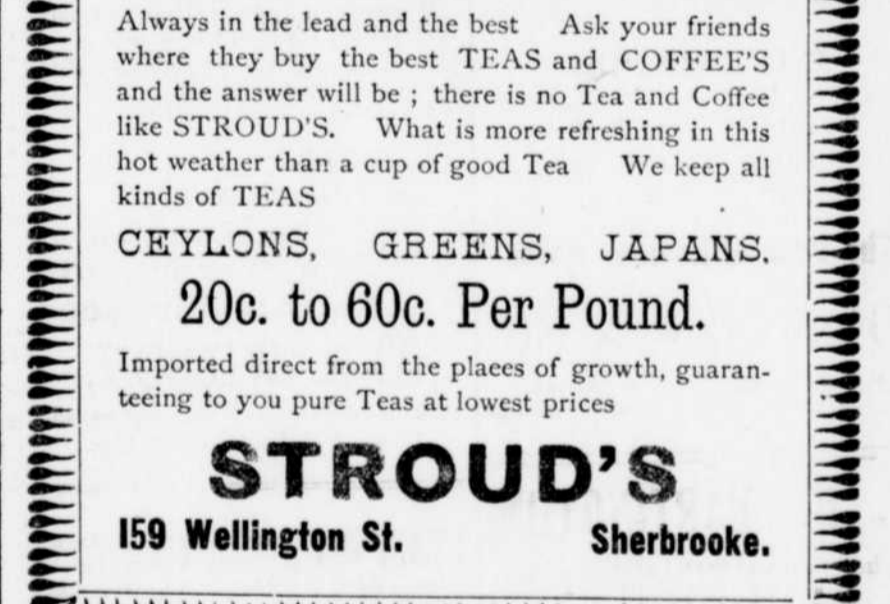 Always in the lead and the best Ask your friends
where they buy the best TEAS and COFFEE'S
and the answer will be ; there is no Tea and Coffee
like STROUD'S. What is more refreshing in this
hot weather than a cup of good Tea We keep all
kinds of TEAS
CEYLONS, GREENS, JAPANS,
20c. to 60c. Per Pound.
Imported direct from the plaees of growth, guaran-
teeing to you pure Teas at lowest prices
STROUD'S
159 Wellington St. Sherbrooke.